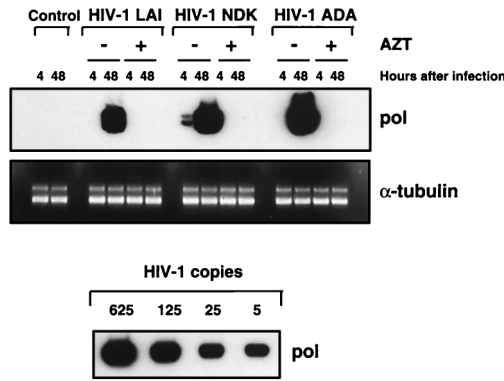 Control HIV-1 LAI HIV-1 NDK HIV-1 ADA
- + - + - + AZT
4 48 4 48 4 48 4 48 4 48 4 48 4 48 Hours after infection
pol
α-tubulin
HIV-1 copies
625 125 25 5
pol